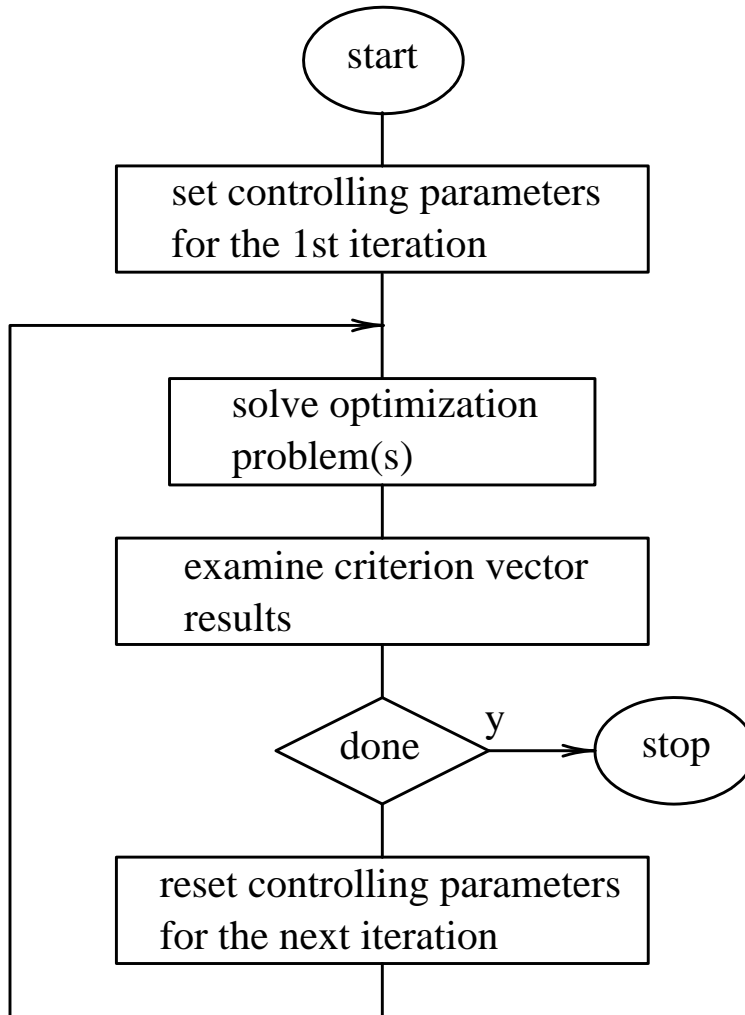 start
set controlling parameters
for the 1st iteration
solve optimization
problem(s)
examine criterion vector
results
done
y
stop
reset controlling parameters
for the next iteration